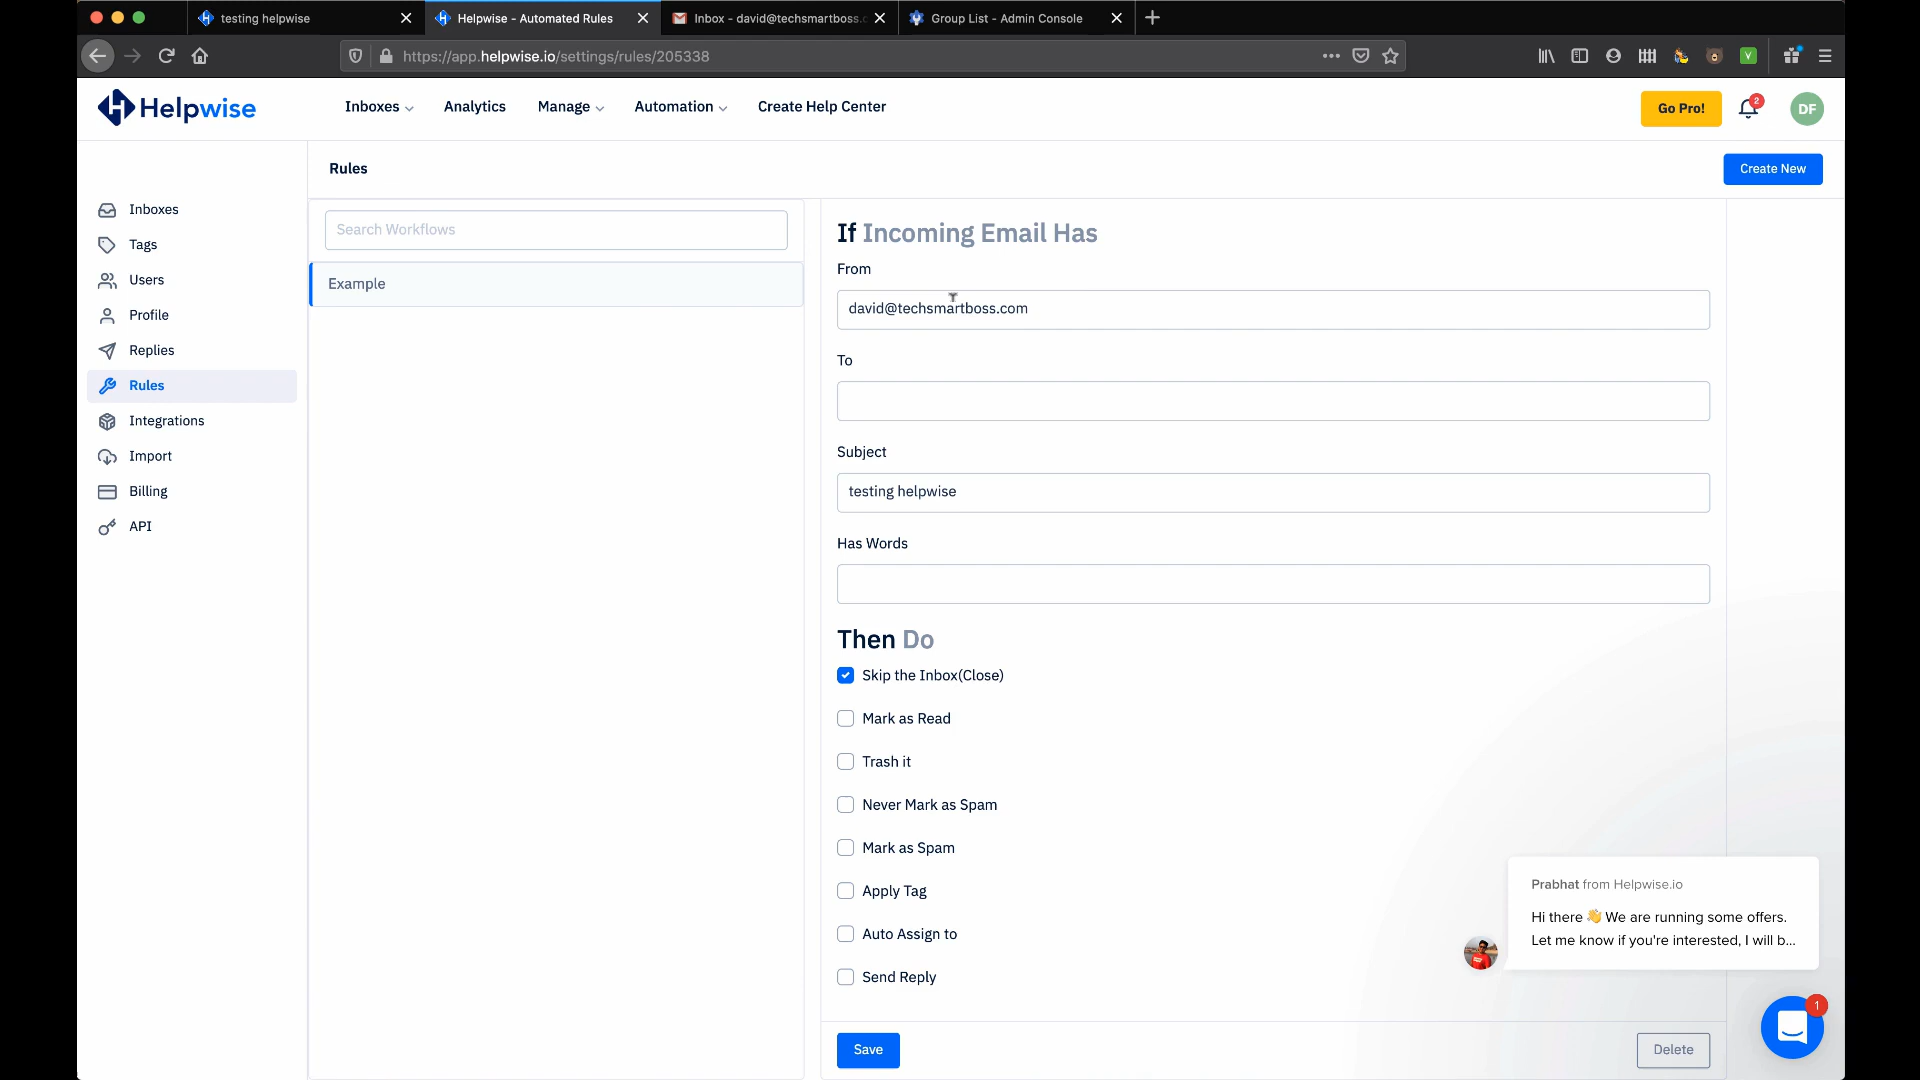 testing helpwise
Helpwise - Automated Rules
Inbox - david@techsmartboss.c
Group List - Admin Console
https://app.helpwise.io/settings/rules/205338
Helpwise
Inboxes
Analytics
Manage
Automation
Create Help Center
Go Pro!
2
DF
Rules
Create New
Inboxes
Tags
Users
Profile
Replies
Rules
Integrations
Import
Billing
API
Search Workflows
Example
If Incoming Email Has
From
david@techsmartboss.com
To
Subject
testing helpwise
Has Words
Then Do
Skip the Inbox(Close)
Mark as Read
Trash it
Never Mark as Spam
Mark as Spam
Apply Tag
Auto Assign to
Send Reply
Save
Delete
Prabhat from Helpwise.io
Hi there 👋 We are running some offers.
Let me know if you're interested, I will b...
1